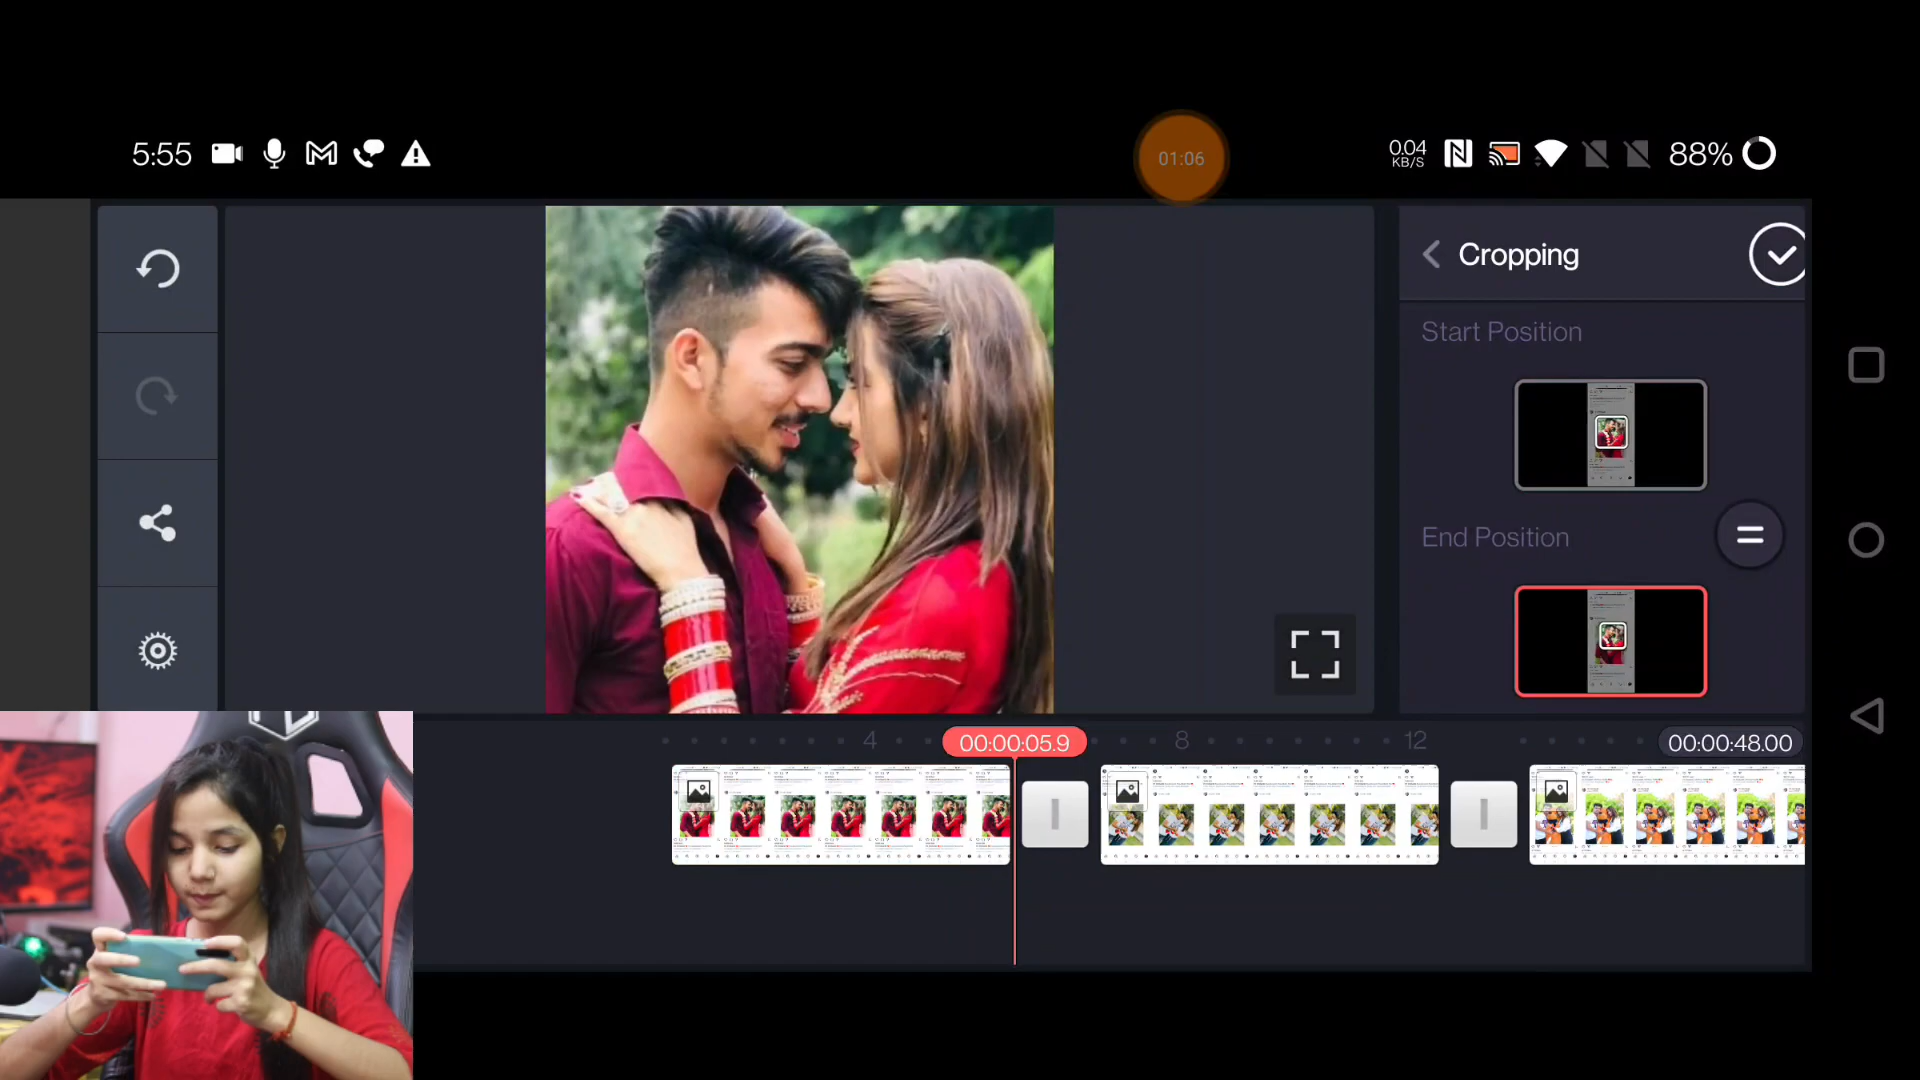 5:55
01:06
0.04
KB/S
88%
Cropping
Start Position
End Position
4
00:00:05.9
8
12
00:00:48.00